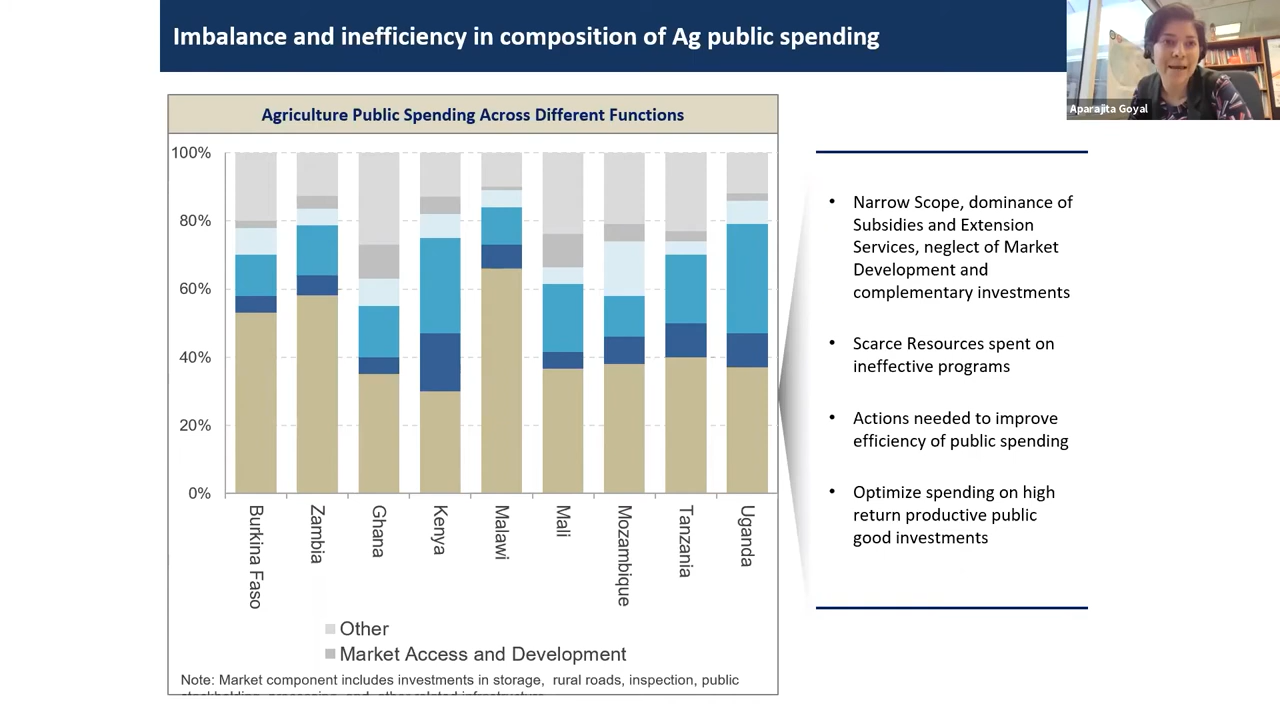 Imbalance and inefficiency in composition of Ag public spending
Aparajita Goyal
Agriculture Public Spending Across Different Functions
100%
80%
60%
40%
20%
0%
Burkina Faso
Zambia
Ghana
Kenya
Malawi
Mali
Mozambique
Tanzania
Uganda
Other
Market Access and Development
Note: Market component includes investments in storage, rural roads, inspection, public
• Narrow Scope, dominance of
Subsidies and Extension
Services, neglect of Market
Development and
complementary investments
• Scarce Resources spent on
ineffective programs
• Actions needed to improve
efficiency of public spending
• Optimize spending on high
return productive public
good investments